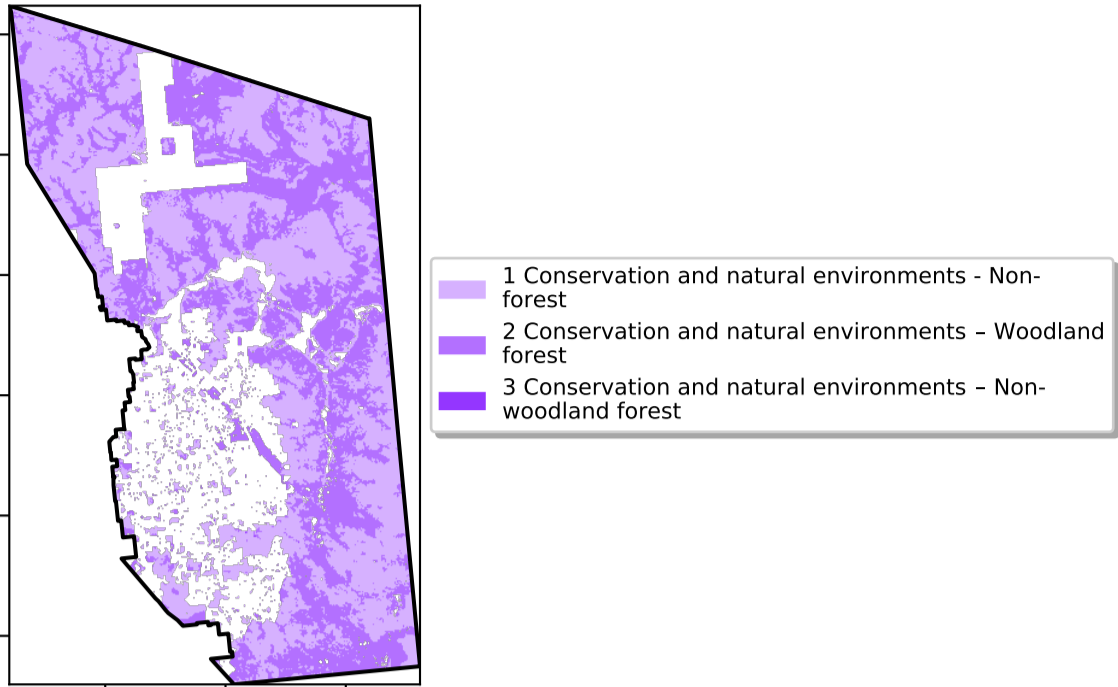 1 Conservation and natural environments - Non-
forest
2 Conservation and natural environments – Woodland
forest
3 Conservation and natural environments – Non-
woodland forest